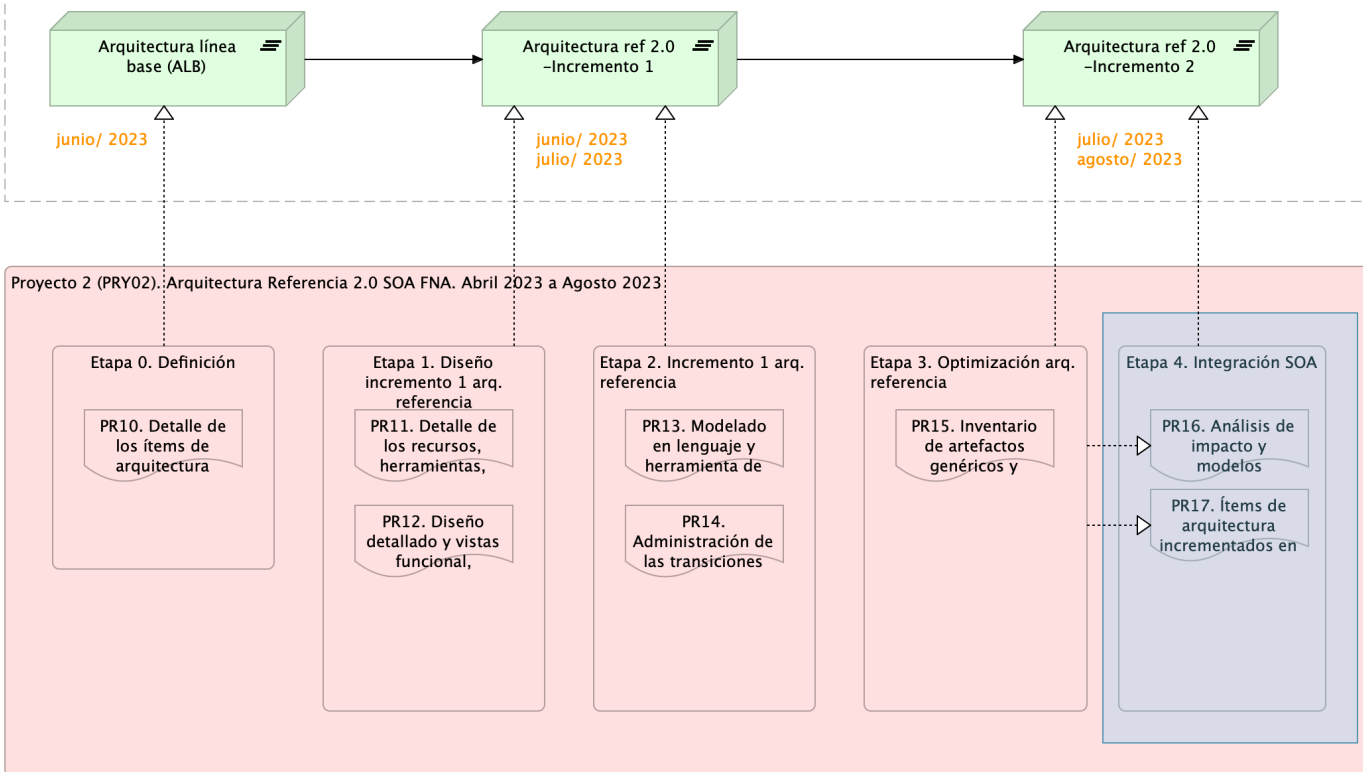 Arquitectura línea
base (ALB)
Arquitectura ref 2.0
-Incremento 1
Arquitectura ref 2.0
-Incremento 2
junio/ 2023
junio/ 2023
julio/ 2023
julio/ 2023
agosto/ 2023
Proyecto 2 (PRY02). Arquitectura Referencia 2.0 SOA FNA. Abril 2023 a Agosto 2023
Etapa 0. Definición
PR10. Detalle de
los ítems de
arquitectura
Etapa 1. Diseño
incremento 1 arq.
referencia
PR11. Detalle de
los recursos,
herramientas,
PR12. Diseño
detallado y vistas
funcional,
Etapa 2. Incremento 1 arq.
referencia
PR13. Modelado
en lenguaje y
herramienta de
PR14.
Administración de
las transiciones
Etapa 3. Optimización arq.
referencia
PR15. Inventario
de artefactos
genéricos y
Etapa 4. Integración SOA
PR16. Análisis de
impacto y
modelos
PR17. Ítems de
arquitectura
incrementados en